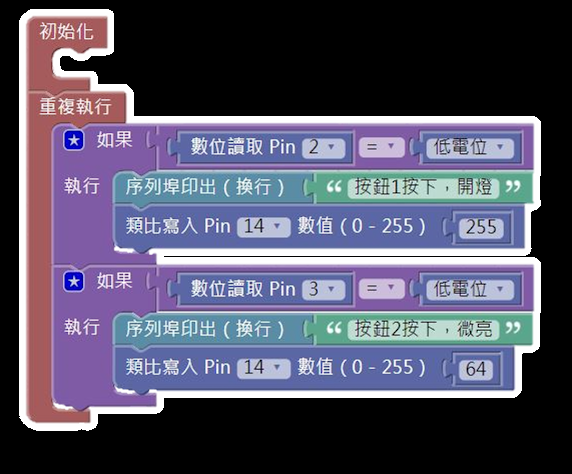 初始化
重複執行
如果 數位讀取 Pin 2 = 低電位
執行 序列埠印出（換行） “ 按鈕1按下，開燈 ”
類比寫入 Pin 14 數值（0 - 255） 255
如果 數位讀取 Pin 3 = 低電位
執行 序列埠印出（換行） “ 按鈕2按下，微亮 ”
類比寫入 Pin 14 數值（0 - 255） 64